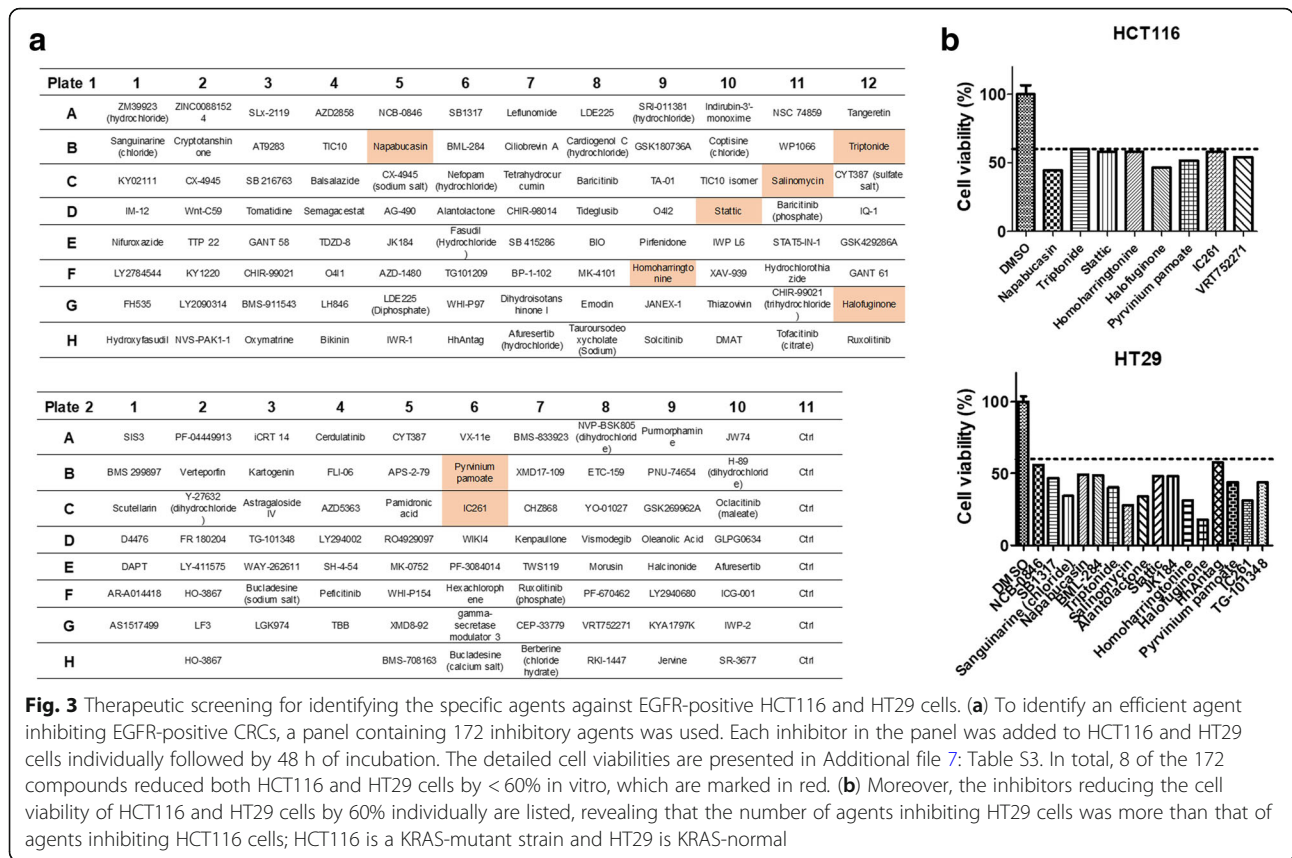 a
Plate 1 1 2 3 4 5 6 7 8 9 10 11 12
A ZM39923 (hydrochloride) ZINC00881524 SLx-2119 AZD2858 NCB-0846 SB1317 Leflunomide LDE225 SRI-011381 (hydrochloride) Indirubin-3'-monoxime NSC 74859 Tangeretin
B Sanguinarine (chloride) Cryptotanshinone AT9283 TIC10 Napabucasin BML-284 Ciliobrevin A Cardiogenol C (hydrochloride) GSK180736A Coptisine (chloride) WP1066 Triptonide
C KY02111 CX-4945 SB 216763 Balsalazide CX-4945 (sodium salt) Nefopam (hydrochloride) Tetrahydrocurcumin Baricitinib TA-01 TIC10 isomer Salinomycin CYT387 (sulfate salt)
D IM-12 Wnt-C59 Tomatidine Semagacestat AG-490 Alantolactone CHIR-98014 Tideglusib O4I2 Stattic Baricitinib (phosphate) IQ-1
E Nifuroxazide TTP 22 GANT 58 TDZD-8 JK184 Fasudil (Hydrochloride) SB 415286 BIO Pirfenidone IWP L6 STAT5-IN-1 GSK429286A
F LY2784544 KY1220 CHIR-99021 O4I1 AZD-1480 TG101209 BP-1-102 MK-4101 Homoharringtonine XAV-939 Hydrochlorothiazide GANT 61
G FH535 LY2090314 BMS-911543 LH846 LDE225 (Diphosphate) WHI-P97 Dihydroisotanshinone I Emodin JANEX-1 Thiazovivin CHIR-99021 (trihydrochloride) Halofuginone
H Hydroxyfasudil NVS-PAK1-1 Oxymatrine Bikinin IWR-1 HhAntag Afuresertib (hydrochloride) Tauroursodeoxycholate (Sodium) Solcitinib DMAT Tofacitinib (citrate) Ruxolitinib
Plate 2 1 2 3 4 5 6 7 8 9 10 11
A SIS3 PF-04449913 iCRT 14 Cerdulatinib CYT387 VX-11e BMS-833923 NVP-BSK805 (dihydrochloride) Purmorphamine JW74 Ctrl
B BMS 299897 Verteporfin Kartogenin FLI-06 APS-2-79 Pyrvinium pamoate XMD17-109 ETC-159 PNU-74654 H-89 (dihydrochloride) Ctrl
C Scutellarin Y-27632 (dihydrochloride) Astragaloside IV AZD5363 Pamidronic acid IC261 CHZ868 YO-01027 GSK269962A Oclacitinib (maleate) Ctrl
D D4476 FR 180204 TG-101348 LY294002 RO4929097 WIKI4 Kenpaullone Vismodegib Oleanolic Acid GLPG0634 Ctrl
E DAPT LY-411575 WAY-262611 SH-4-54 MK-0752 PF-3084014 TWS119 Morusin Halcinonide Afuresertib Ctrl
F AR-A014418 HO-3867 Bucladesine (sodium salt) Peficitinib WHI-P154 Hexachlorophene Ruxolitinib (phosphate) PF-670462 LY2940680 ICG-001 Ctrl
G AS1517499 LF3 LGK974 TBB XMD8-92 gamma-secretase modulator 3 CEP-33779 VRT752271 KYA1797K IWP-2 Ctrl
H HO-3867 BMS-708163 Bucladesine (calcium salt) Berberine (chloride hydrate) RKI-1447 Jervine SR-3677 Ctrl
b
HCT116
Cell viability (%)
100
50
0
DMSO Napabucasin Triptonide Stattic Homoharringtonine Halofuginone Pyrvinium pamoate IC261 VRT752271
HT29
Cell viability (%)
100
50
0
DMSO NCB-0846 SB1317 Sanguinarine (chloride) Napabucasin BML-284 Triptonide Salinomycin Alantolactone Stattic JK184 Homoharringtonine Halofuginone HhAntag Pyrvinium pamoate IC261 TG-101348
Fig. 3 Therapeutic screening for identifying the specific agents against EGFR-positive HCT116 and HT29 cells. (a) To identify an efficient agent
inhibiting EGFR-positive CRCs, a panel containing 172 inhibitory agents was used. Each inhibitor in the panel was added to HCT116 and HT29
cells individually followed by 48 h of incubation. The detailed cell viabilities are presented in Additional file 7: Table S3. In total, 8 of the 172
compounds reduced both HCT116 and HT29 cells by < 60% in vitro, which are marked in red. (b) Moreover, the inhibitors reducing the cell
viability of HCT116 and HT29 cells by 60% individually are listed, revealing that the number of agents inhibiting HT29 cells was more than that of
agents inhibiting HCT116 cells; HCT116 is a KRAS-mutant strain and HT29 is KRAS-normal